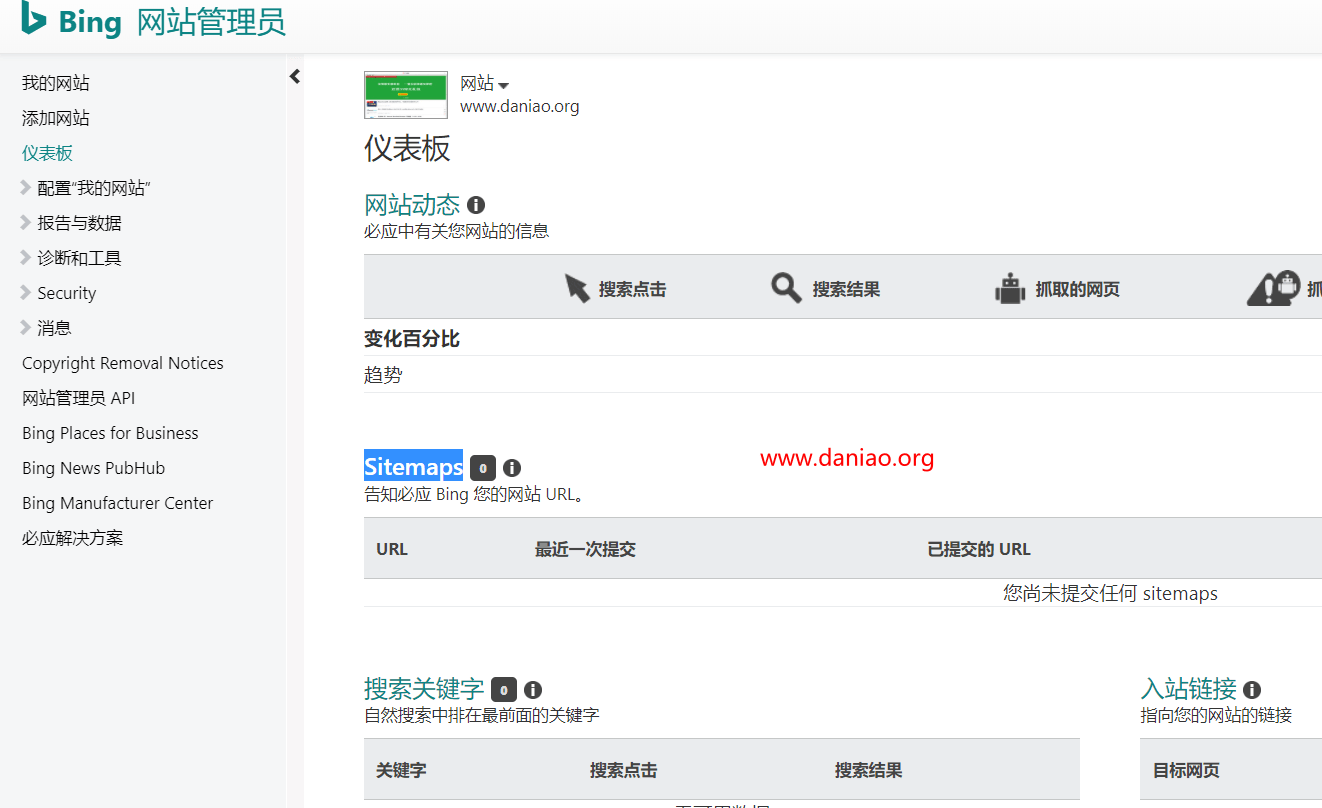 Bing 网站管理员
我的网站
添加网站
仪表板
配置“我的网站”
报告与数据
诊断和工具
Security
消息
Copyright Removal Notices
网站管理员 API
Bing Places for Business
Bing News PubHub
Bing Manufacturer Center
必应解决方案
网站
www.daniao.org
仪表板
网站动态
必应中有关您网站的信息
搜索点击 搜索结果 抓取的网页 抓
变化百分比
趋势
www.daniao.org
Sitemaps 0
告知必应 Bing 您的网站 URL。
URL 最近一次提交 已提交的 URL
您尚未提交任何 sitemaps
搜索关键字 0
自然搜索中排在最前面的关键字
关键字 搜索点击 搜索结果
入站链接
指向您的网站的链接
目标网页